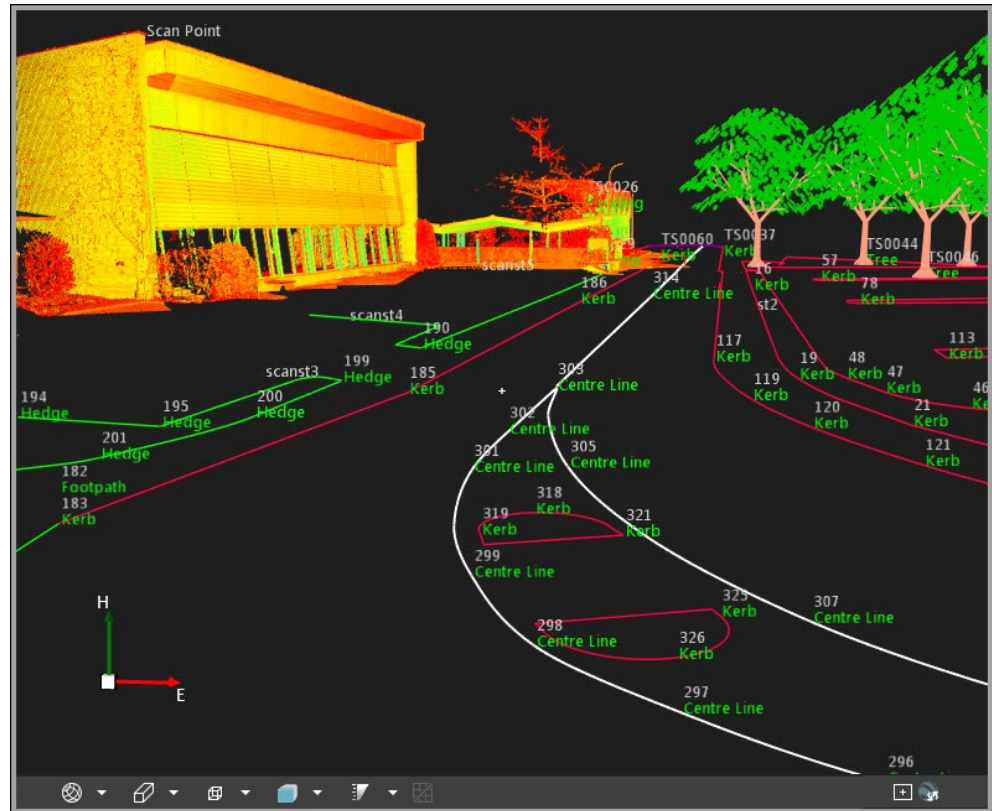 Scan Point
SC026
TS0060
Kerb
TS0037
Kerb
TS0044
Tree
scanst5
186
Kerb
314
Centre Line
16
Kerb
st2
57
Kerb
78
Kerb
scanst4
190
Hedge
117
Kerb
113
Kerb
199
Hedge
scanst3
185
Kerb
303
Centre Line
119
Kerb
19
Kerb
48
Kerb
47
Kerb
46
194
Hedge
195
Hedge
200
Hedge
302
Centre Line
120
Kerb
21
Kerb
201
Hedge
301
Centre Line
305
Centre Line
121
Kerb
182
Footpath
183
Kerb
319
Kerb
318
Kerb
321
Kerb
299
Centre Line
298
Centre Line
325
Kerb
326
Kerb
307
Centre Line
H
E
297
Centre Line
296